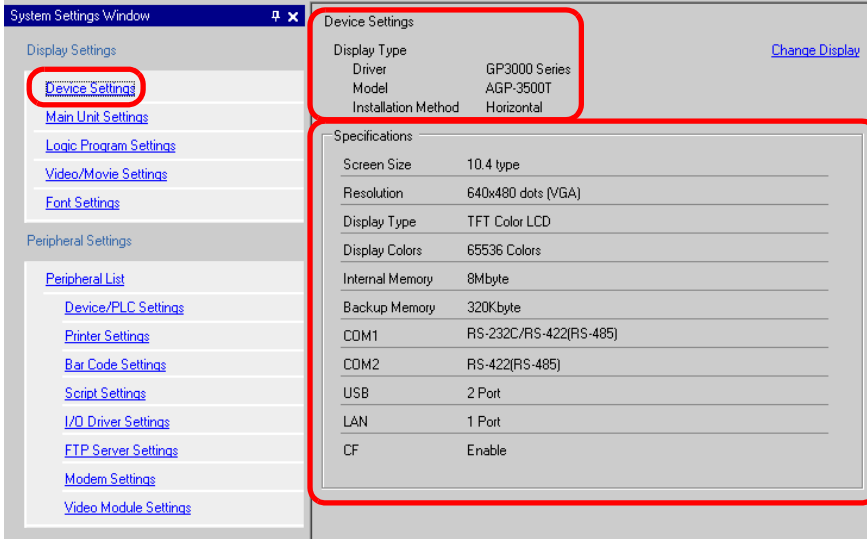 System Settings Window
Display Settings
Device Settings
Main Unit Settings
Logic Program Settings
Video/Movie Settings
Font Settings
Peripheral Settings
Peripheral List
Device/PLC Settings
Printer Settings
Bar Code Settings
Script Settings
I/O Driver Settings
FTP Server Settings
Modem Settings
Video Module Settings
Device Settings
Display Type
Change Display
Driver GP3000 Series
Model AGP-3500T
Installation Method Horizontal
Specifications
Screen Size 10.4 type
Resolution 640x480 dots (VGA)
Display Type TFT Color LCD
Display Colors 65536 Colors
Internal Memory 8Mbyte
Backup Memory 320Kbyte
COM1 RS-232C/RS-422(RS-485)
COM2 RS-422(RS-485)
USB 2 Port
LAN 1 Port
CF Enable